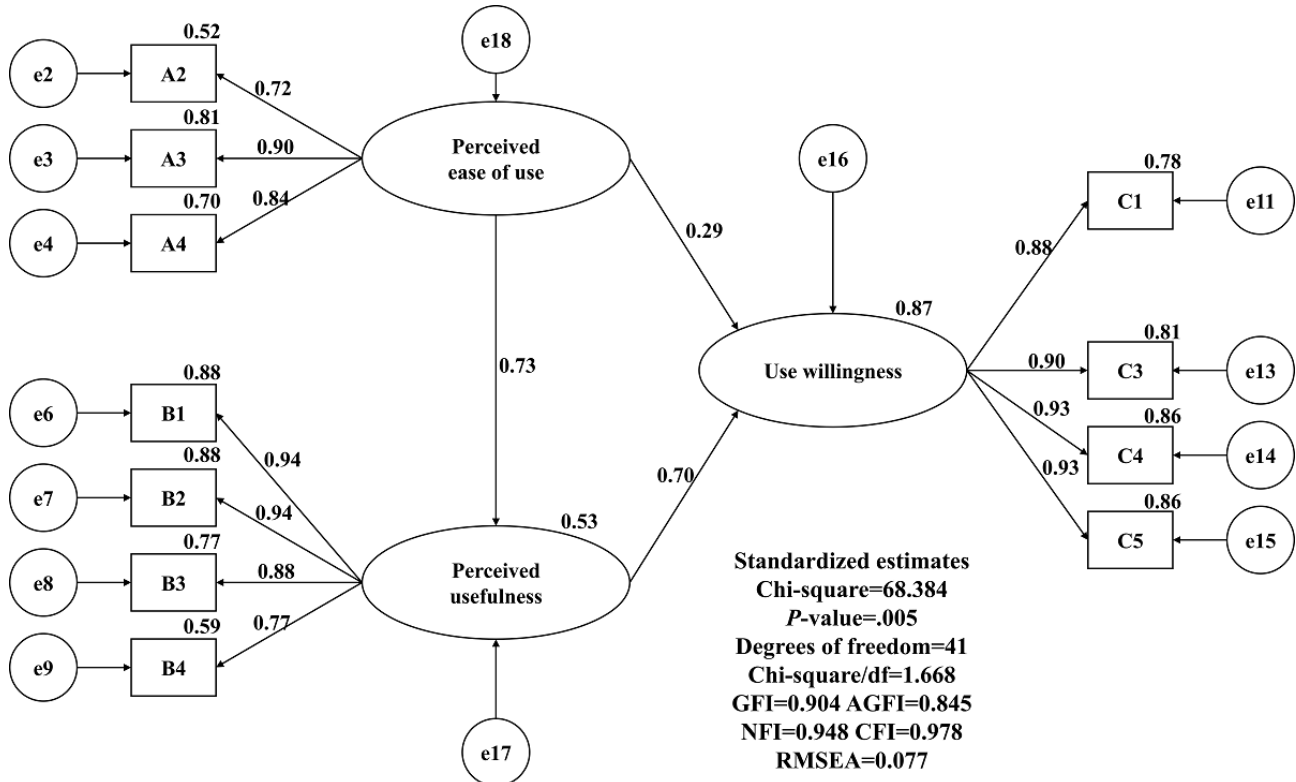 0.52
e18
e2
A2
0.72
0.81
Perceived
ease of use
e3
A3
0.90
e16
0.78
0.70
0.84
C1
e11
e4
A4
0.29
0.88
0.87
0.81
0.73
Use willingness
0.90
C3
e13
0.88
e6
B1
0.93
0.86
0.88
0.94
0.70
C4
e14
0.93
e7
B2
0.94
0.86
0.53
0.77
C5
e15
Standardized estimates
e8
B3
0.88
Perceived
usefulness
Chi-square=68.384
P-value=.005
0.59
0.77
Degrees of freedom=41
e9
B4
Chi-square/df=1.668
GFI=0.904 AGFI=0.845
NFI=0.948 CFI=0.978
e17
RMSEA=0.077